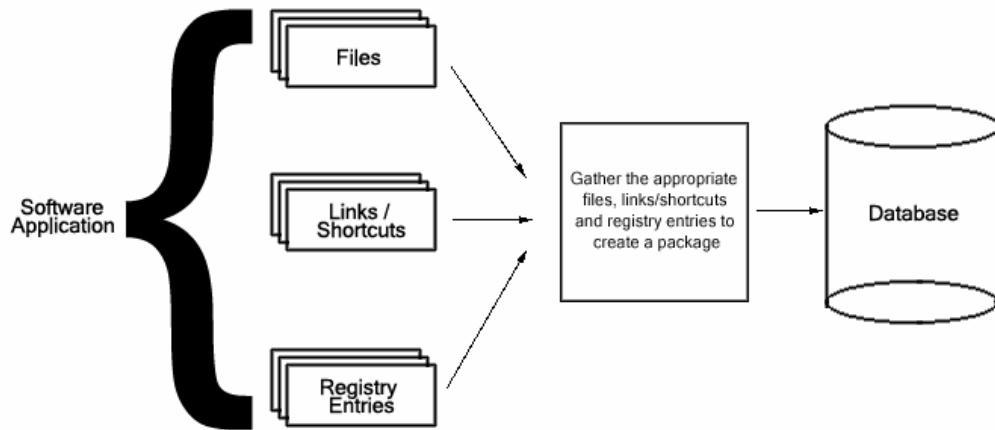 Files
Software
Application
Links /
Shortcuts
Registry
Entries
Gather the appropriate
files, links/shortcuts
and registry entries to
create a package
Database